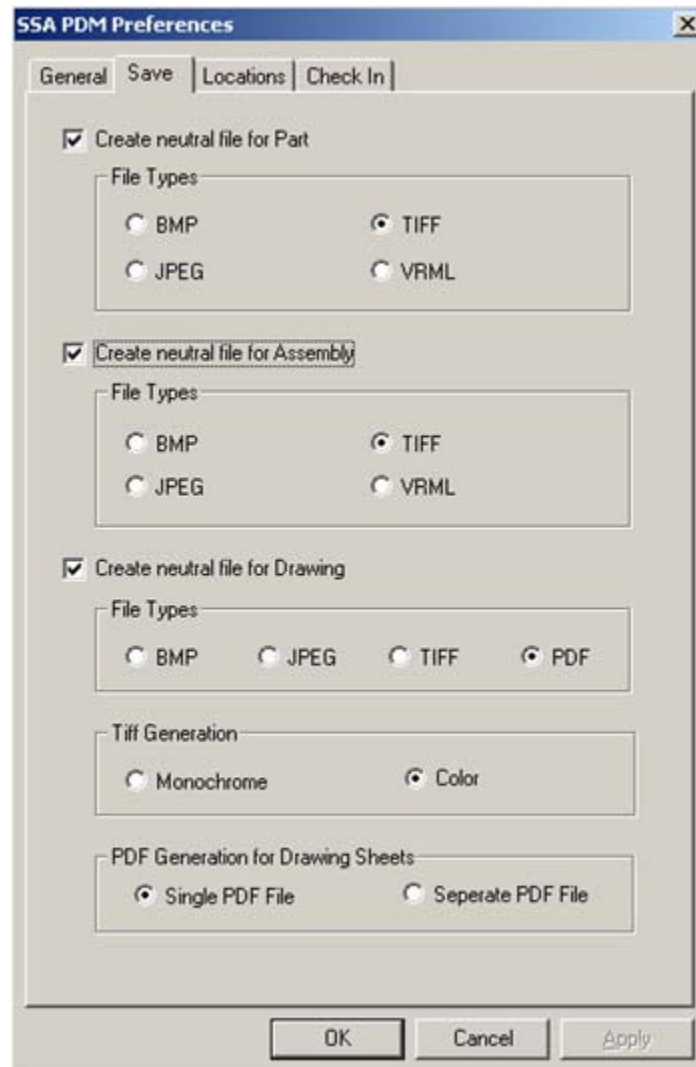 SSA PDM Preferences
General Save Locations Check In
Create neutral file for Part
File Types
BMP TIFF
JPEG VRML
Create neutral file for Assembly
File Types
BMP TIFF
JPEG VRML
Create neutral file for Drawing
File Types
BMP JPEG TIFF PDF
Tiff Generation
Monochrome Color
PDF Generation for Drawing Sheets
Single PDF File Seperate PDF File
OK Cancel Apply